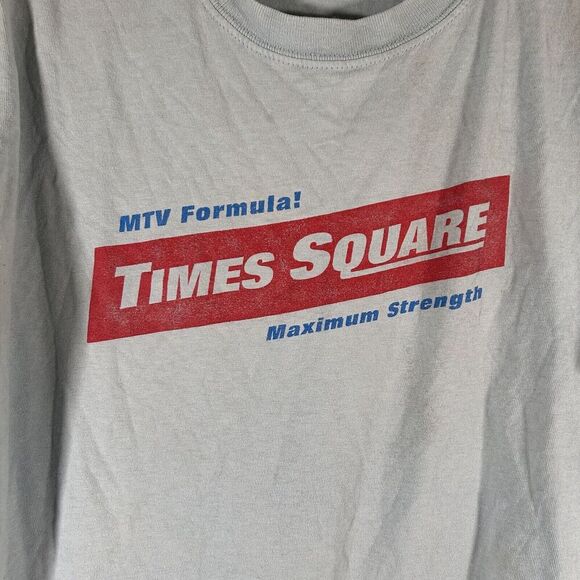 MTV Formula!
TIMES SQUARE
Maximum Strength